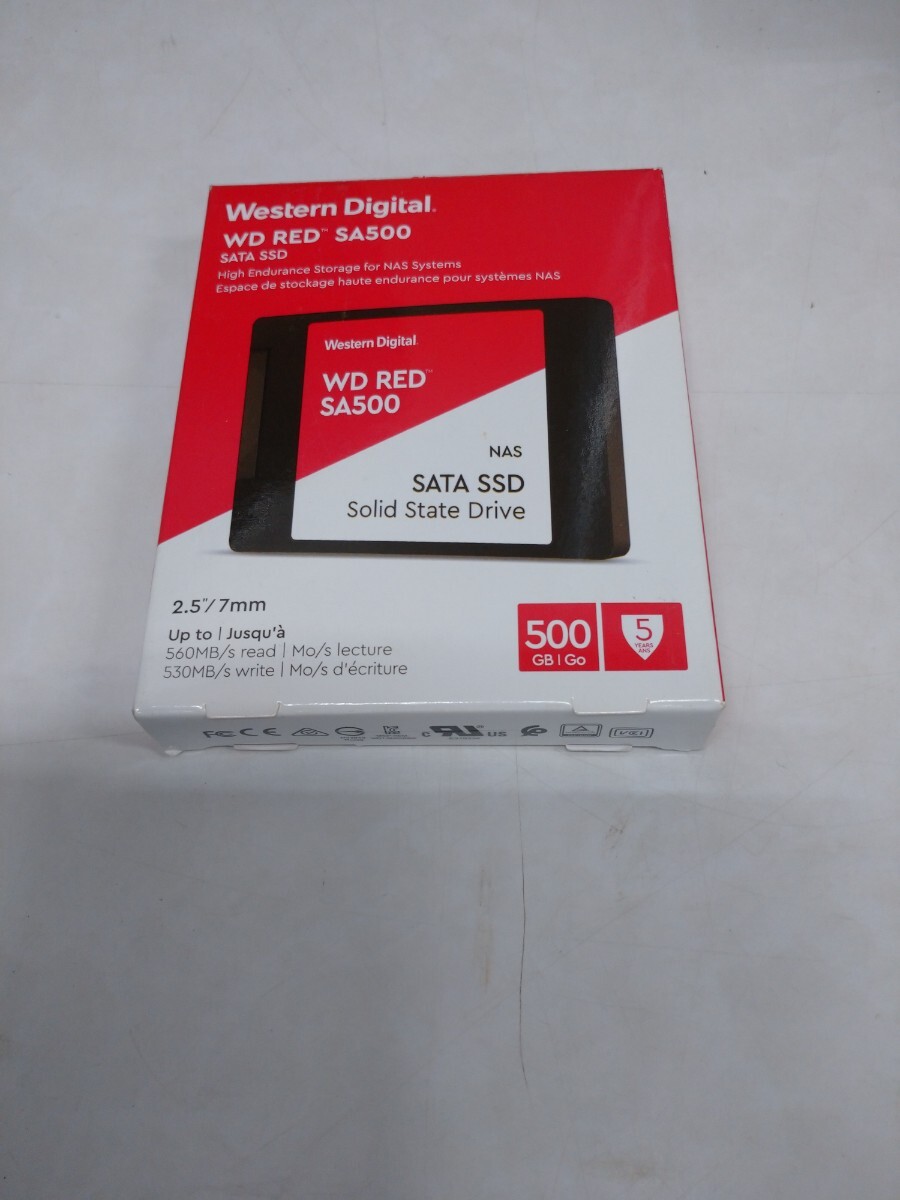 Western Digital.
WD RED™ SA500
SATA SSD
High Endurance Storage for NAS Systems
Espace de stockage haute endurance pour systèmes NAS
Western Digital
WD RED™
SA500
NAS
SATA SSD
Solid State Drive
2.5"/7mm
Up to | Jusqu'à
560MB/s read | Mo/s lecture
530MB/s write | Mo/s d'écriture
500
GB | Go
5
YEARS
ANS
FC CE
c US
VCI